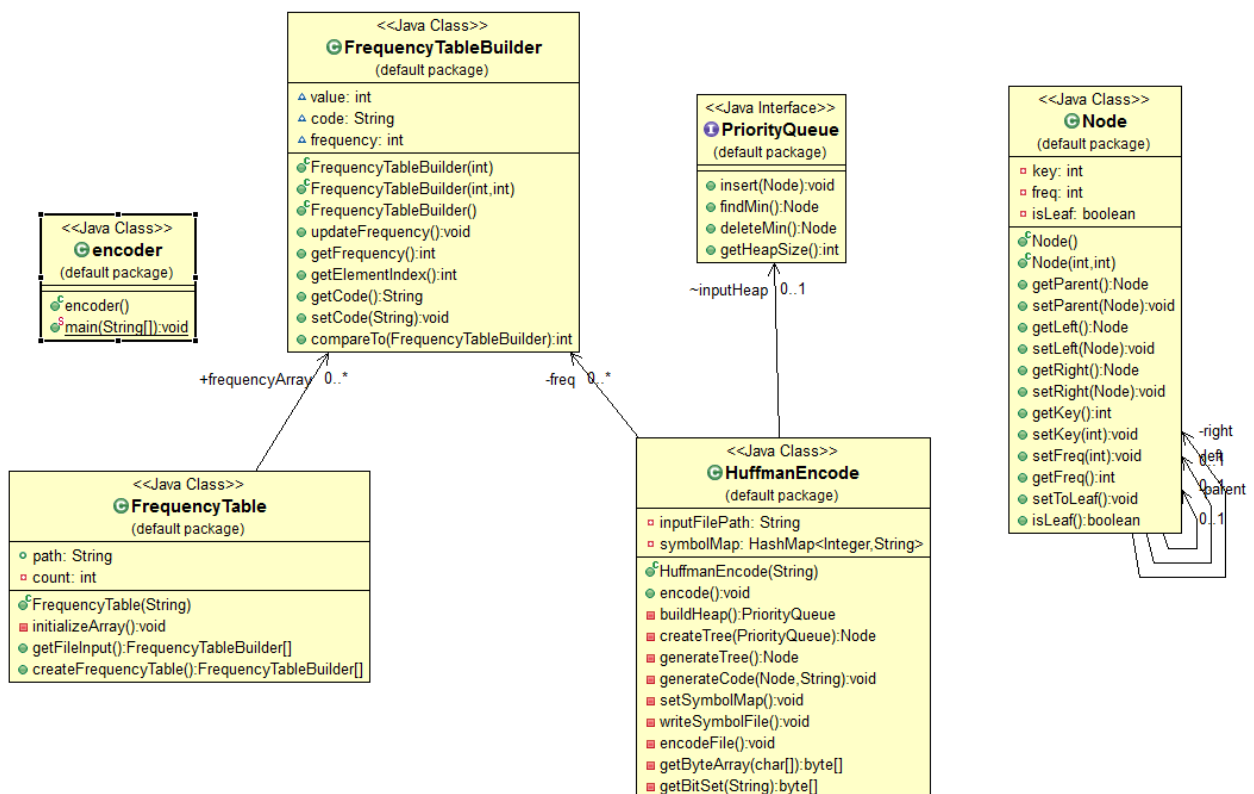 <<Java Class>>
encoder
(default package)
encoder()
main(String[]):void
<<Java Class>>
FrequencyTableBuilder
(default package)
value: int
code: String
frequency: int
FrequencyTableBuilder(int)
FrequencyTableBuilder(int,int)
FrequencyTableBuilder()
updateFrequency():void
getFrequency():int
getElementIndex():int
getCode():String
setCode(String):void
compareTo(FrequencyTableBuilder):int
<<Java Interface>>
PriorityQueue
(default package)
insert(Node):void
findMin():Node
deleteMin():Node
getHeapSize():int
<<Java Class>>
Node
(default package)
key: int
freq: int
isLeaf: boolean
Node()
Node(int,int)
getParent():Node
setParent(Node):void
getLeft():Node
setLeft(Node):void
getRight():Node
setRight(Node):void
getKey():int
setKey(int):void
setFreq(int):void
getFreq():int
setToLeaf():void
isLeaf():boolean
-right
-left
0..1
0..1
-parent
0..1
~inputHeap 0..1
+frequencyArray 0..*
-freq 0..*
<<Java Class>>
FrequencyTable
(default package)
path: String
count: int
FrequencyTable(String)
initializeArray():void
getFileInput():FrequencyTableBuilder[]
createFrequencyTable():FrequencyTableBuilder[]
<<Java Class>>
HuffmanEncode
(default package)
inputFilePath: String
symbolMap: HashMap<Integer,String>
HuffmanEncode(String)
encode():void
buildHeap():PriorityQueue
createTree(PriorityQueue):Node
generateTree():Node
generateCode(Node,String):void
setSymbolMap():void
writeSymbolFile():void
encodeFile():void
getByteArray(char[]):byte[]
getBitSet(String):byte[]